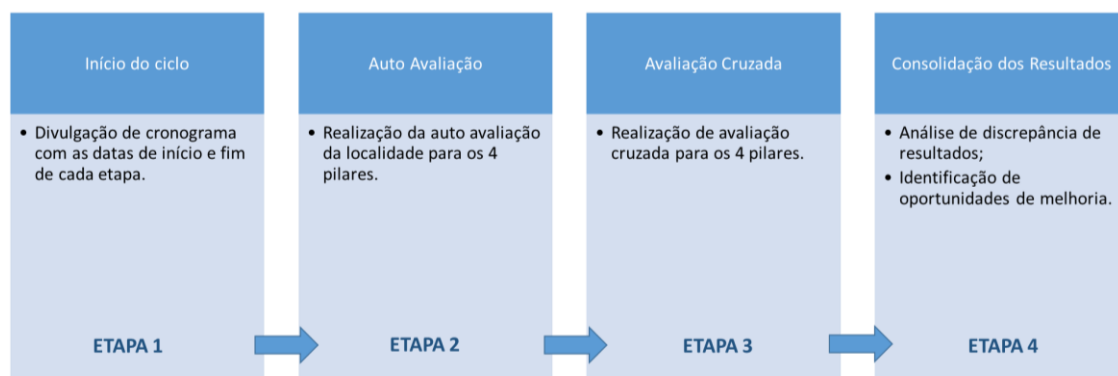 Início do ciclo
• Divulgação de cronograma
com as datas de início e fim
de cada etapa.
ETAPA 1
Auto Avaliação
• Realização da auto avaliação
da localidade para os 4
pilares.
ETAPA 2
Avaliação Cruzada
• Realização de avaliação
cruzada para os 4 pilares.
ETAPA 3
Consolidação dos Resultados
• Análise de discrepância de
resultados;
• Identificação de
oportunidades de melhoria.
ETAPA 4